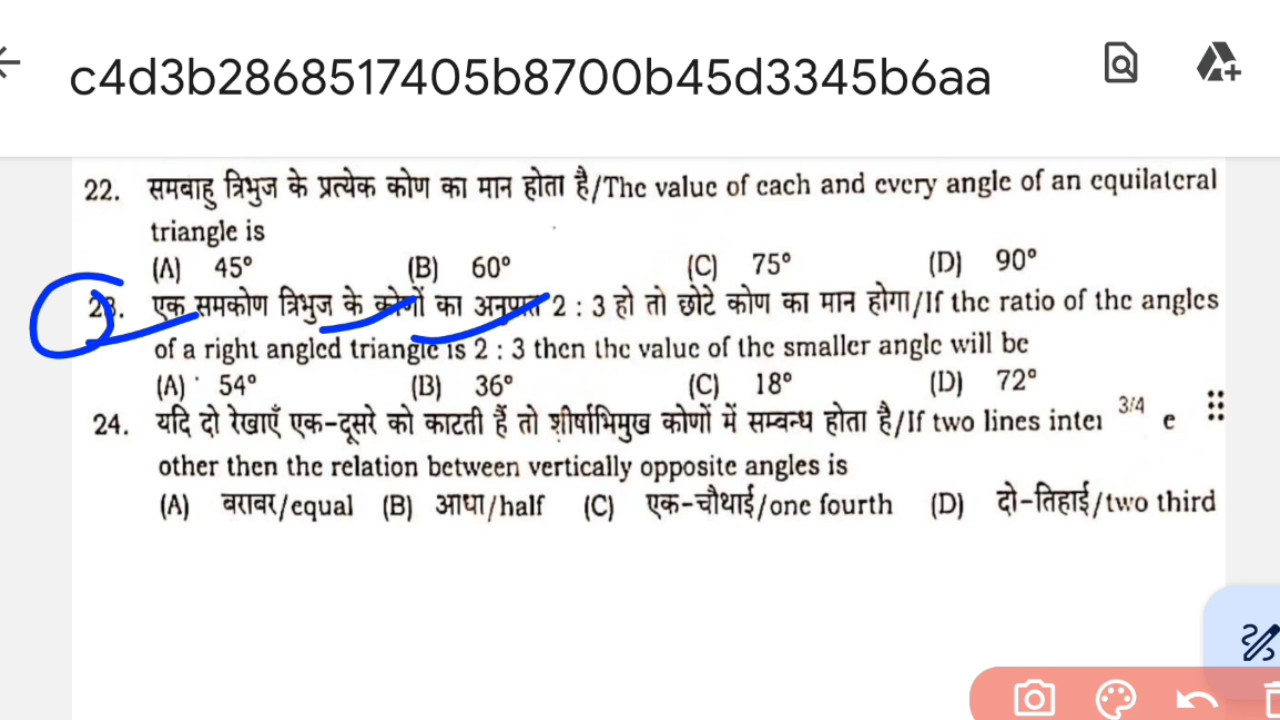 c4d3b2868517405b8700b45d3345b6aa
22. समबाहु त्रिभुज के प्रत्येक कोण का मान होता है/The value of each and every angle of an equilateral
triangle is
(A) 45° (B) 60° (C) 75° (D) 90°
23. एक समकोण त्रिभुज के कोणों का अनुपात 2 : 3 हो तो छोटे कोण का मान होगा/If the ratio of the angles
of a right angled triangle is 2 : 3 then the value of the smaller angle will be
(A) 54° (B) 36° (C) 18° (D) 72°
3/4
24. यदि दो रेखाएँ एक-दूसरे को काटती हैं तो शीर्षाभिमुख कोणों में सम्बन्ध होता है/If two lines inter e
other then the relation between vertically opposite angles is
(A) बराबर/equal (B) आधा/half (C) एक-चौथाई/one fourth (D) दो-तिहाई/two third